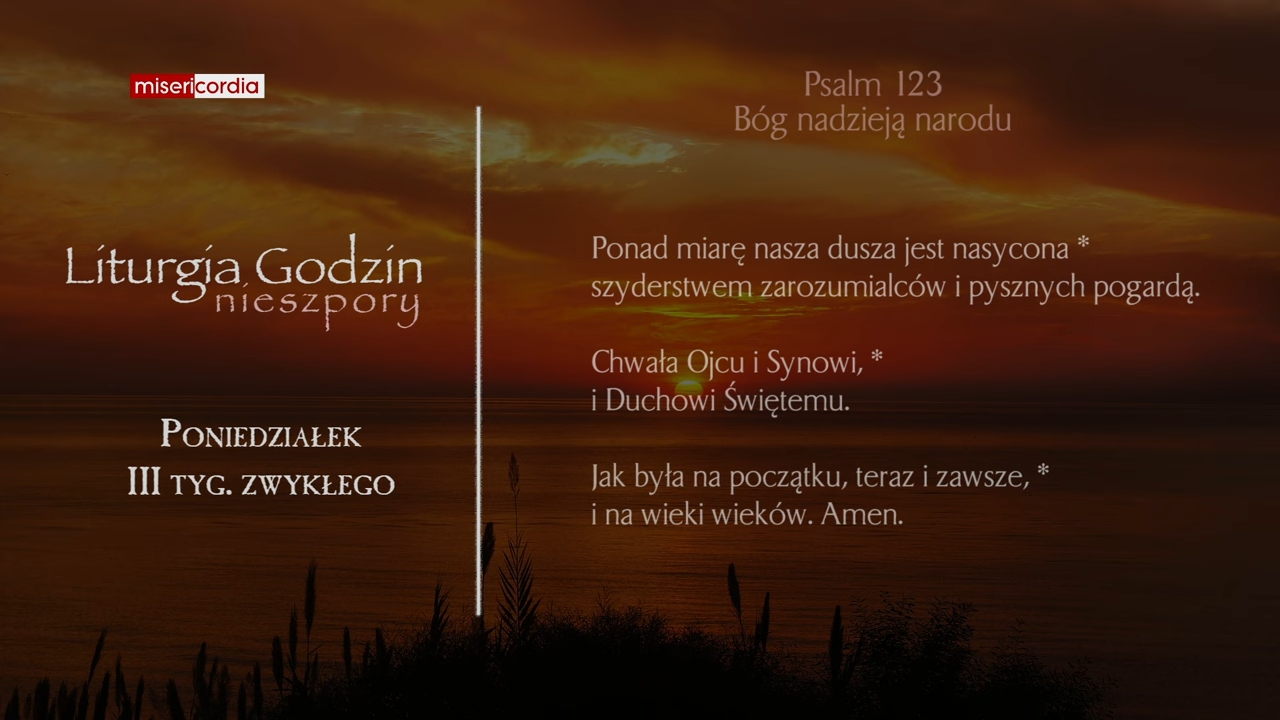 misericordia
Liturgia Godzin
nieszpory
Poniedziałek
III tyg. zwykłego
Psalm 123
Bóg nadzieją narodu
Ponad miarę nasza dusza jest nasycona *
szyderstwem zarozumialców i pysznych pogardą.
Chwała Ojcu i Synowi, *
i Duchowi Świętemu.
Jak była na początku, teraz i zawsze, *
i na wieki wieków. Amen.